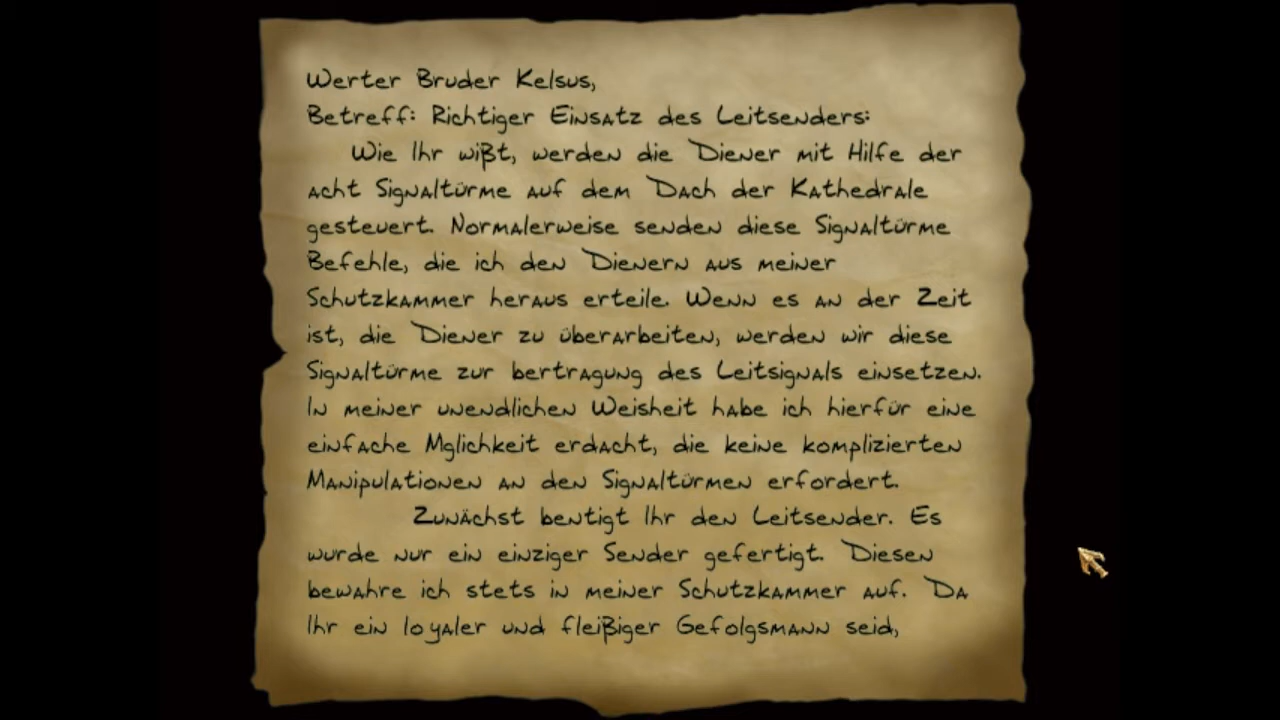 Werter Bruder Kelsus,
Betreff: Richtiger Einsatz des Leitsenders:
Wie Ihr wißt, werden die Diener mit Hilfe der
acht Signaltürme auf dem Dach der Kathedrale
gesteuert. Normalerweise senden diese Signaltürme
Befehle, die ich den Dienern aus meiner
Schutzkammer heraus erteile. Wenn es an der Zeit
ist, die Diener zu überarbeiten, werden wir diese
Signaltürme zur bertragung des Leitsignals einsetzen.
In meiner unendlichen Weisheit habe ich hierfür eine
einfache Mglichkeit erdacht, die keine komplizierten
Manipulationen an den Signaltürmen erfordert.
Zunächst bentigt Ihr den Leitsender. Es
wurde nur ein einziger Sender gefertigt. Diesen
bewahre ich stets in meiner Schutzkammer auf. Da
Ihr ein loyaler und fleißiger Gefolgsmann seid,